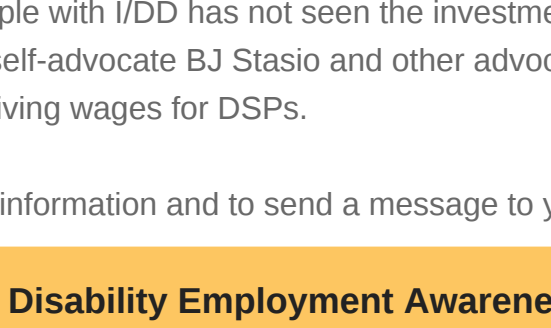 ple with I/DD has not seen the investme
self-advocate BJ Stasio and other advoc
iving wages for DSPs.
information and to send a message to y
Disability Employment Awarene